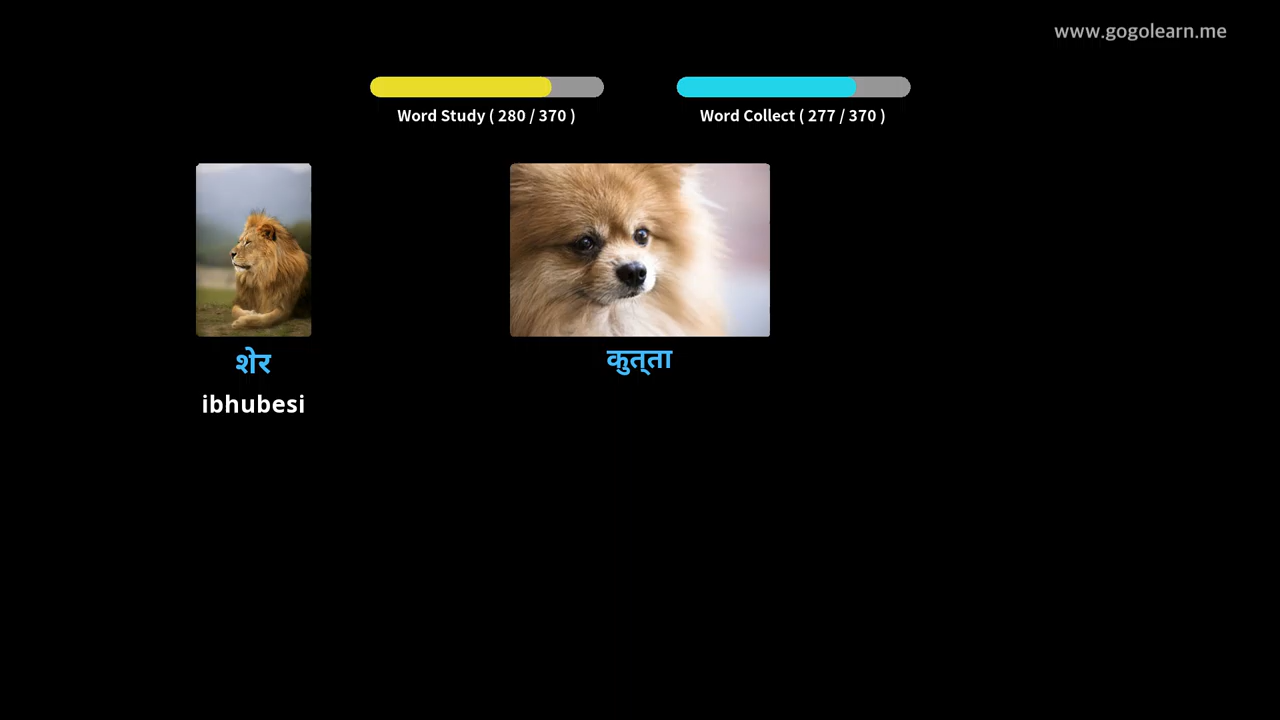 www.gogolearn.me
Word Study ( 280 / 370 )
Word Collect ( 277 / 370 )
शेर
कुत्ता
ibhubesi